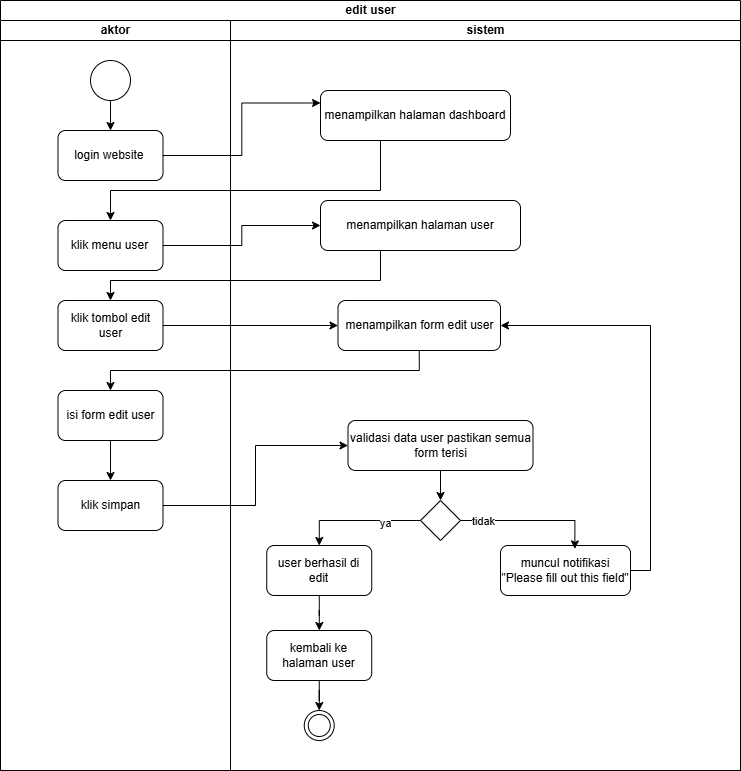 edit user
aktor
sistem
login website
menampilkan halaman dashboard
klik menu user
menampilkan halaman user
klik tombol edit
user
menampilkan form edit user
isi form edit user
validasi data user pastikan semua
form terisi
klik simpan
ya
tidak
user berhasil di
edit
muncul notifikasi
"Please fill out this field"
kembali ke
halaman user